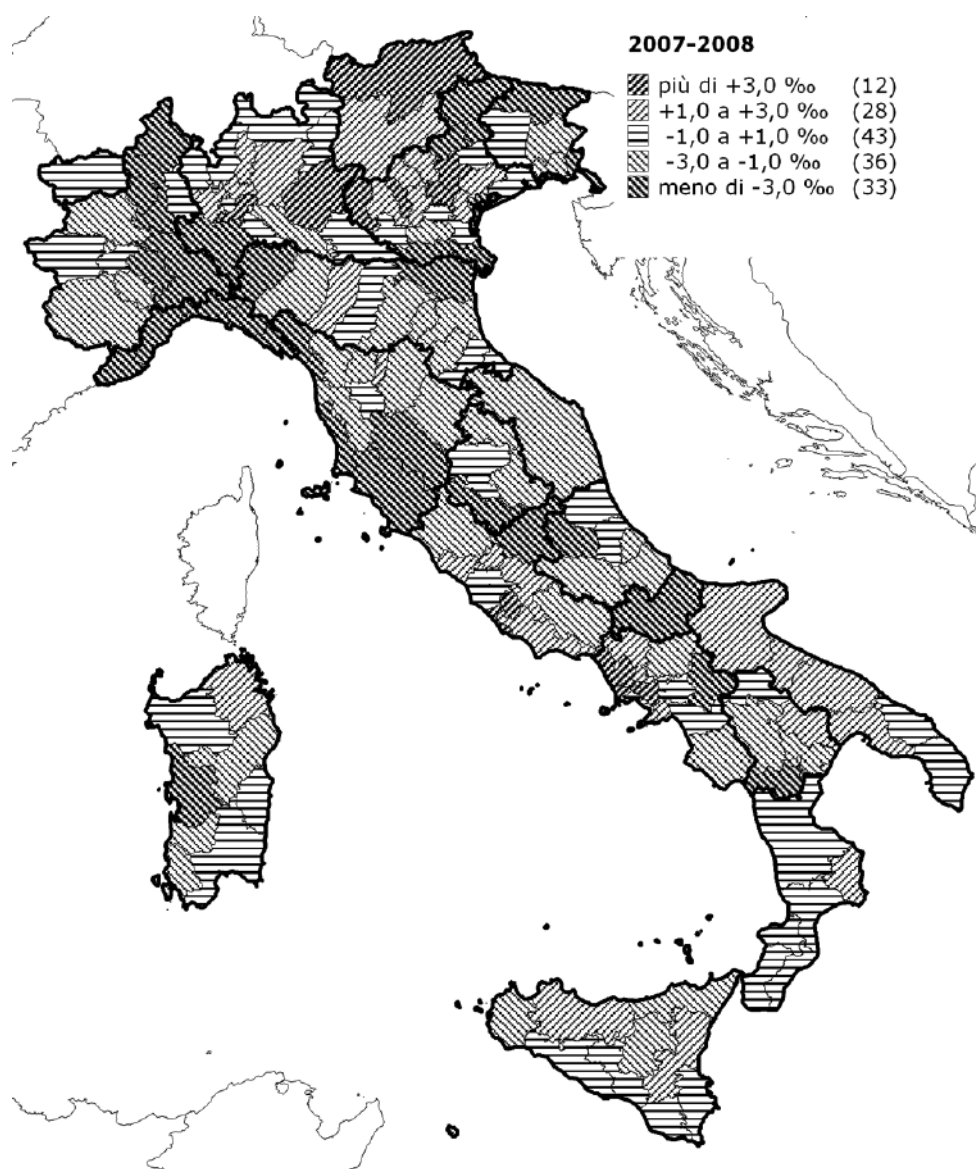 2007-2008
più di +3,0 ‰ (12)
+1,0 a +3,0 ‰ (28)
-1,0 a +1,0 ‰ (43)
-3,0 a -1,0 ‰ (36)
meno di -3,0 ‰ (33)